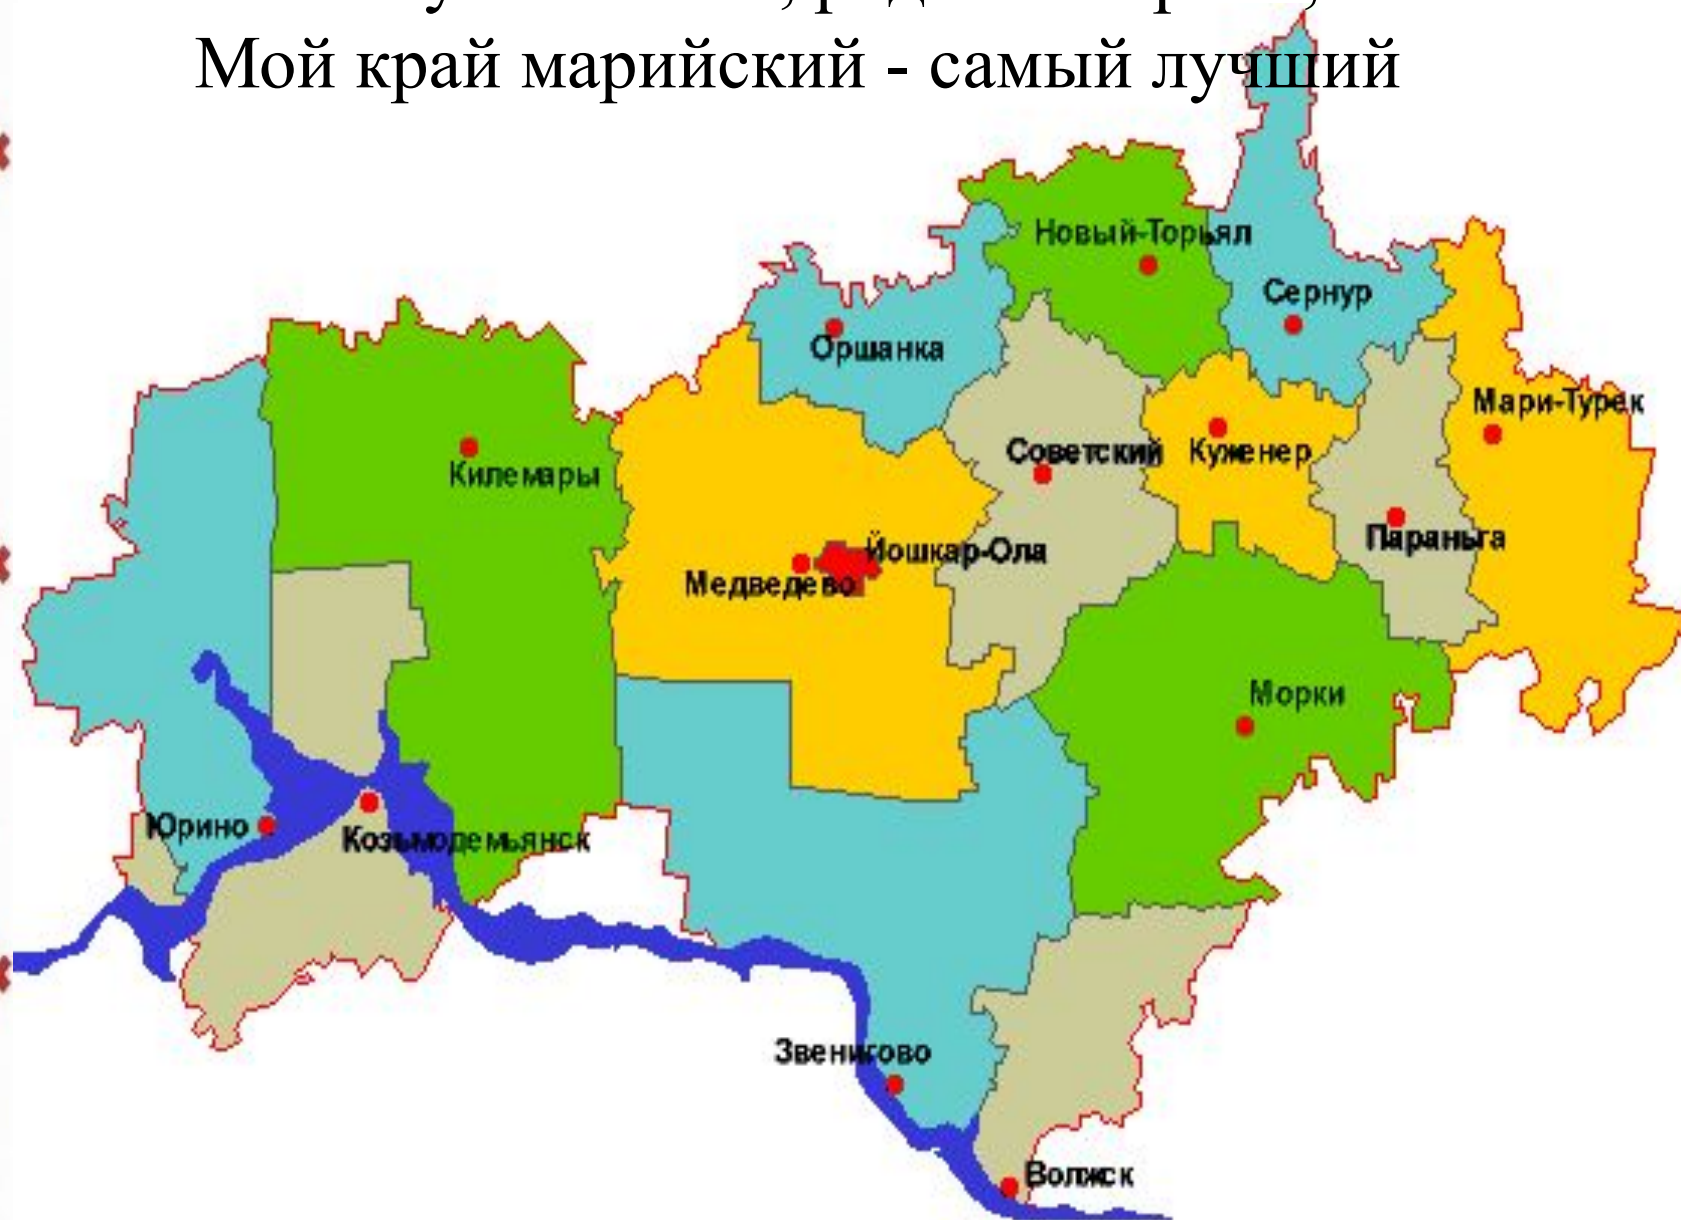 Мой край марийский - самый лучший
Новый-Торъял
Сернур
Оршанка
Мари-Турек
Советский
Куженер
Килемары
Параньга
Йошкар-Ола
Медведево
Морки
Юрино
Козьмодемьянск
Звенигово
Волжск